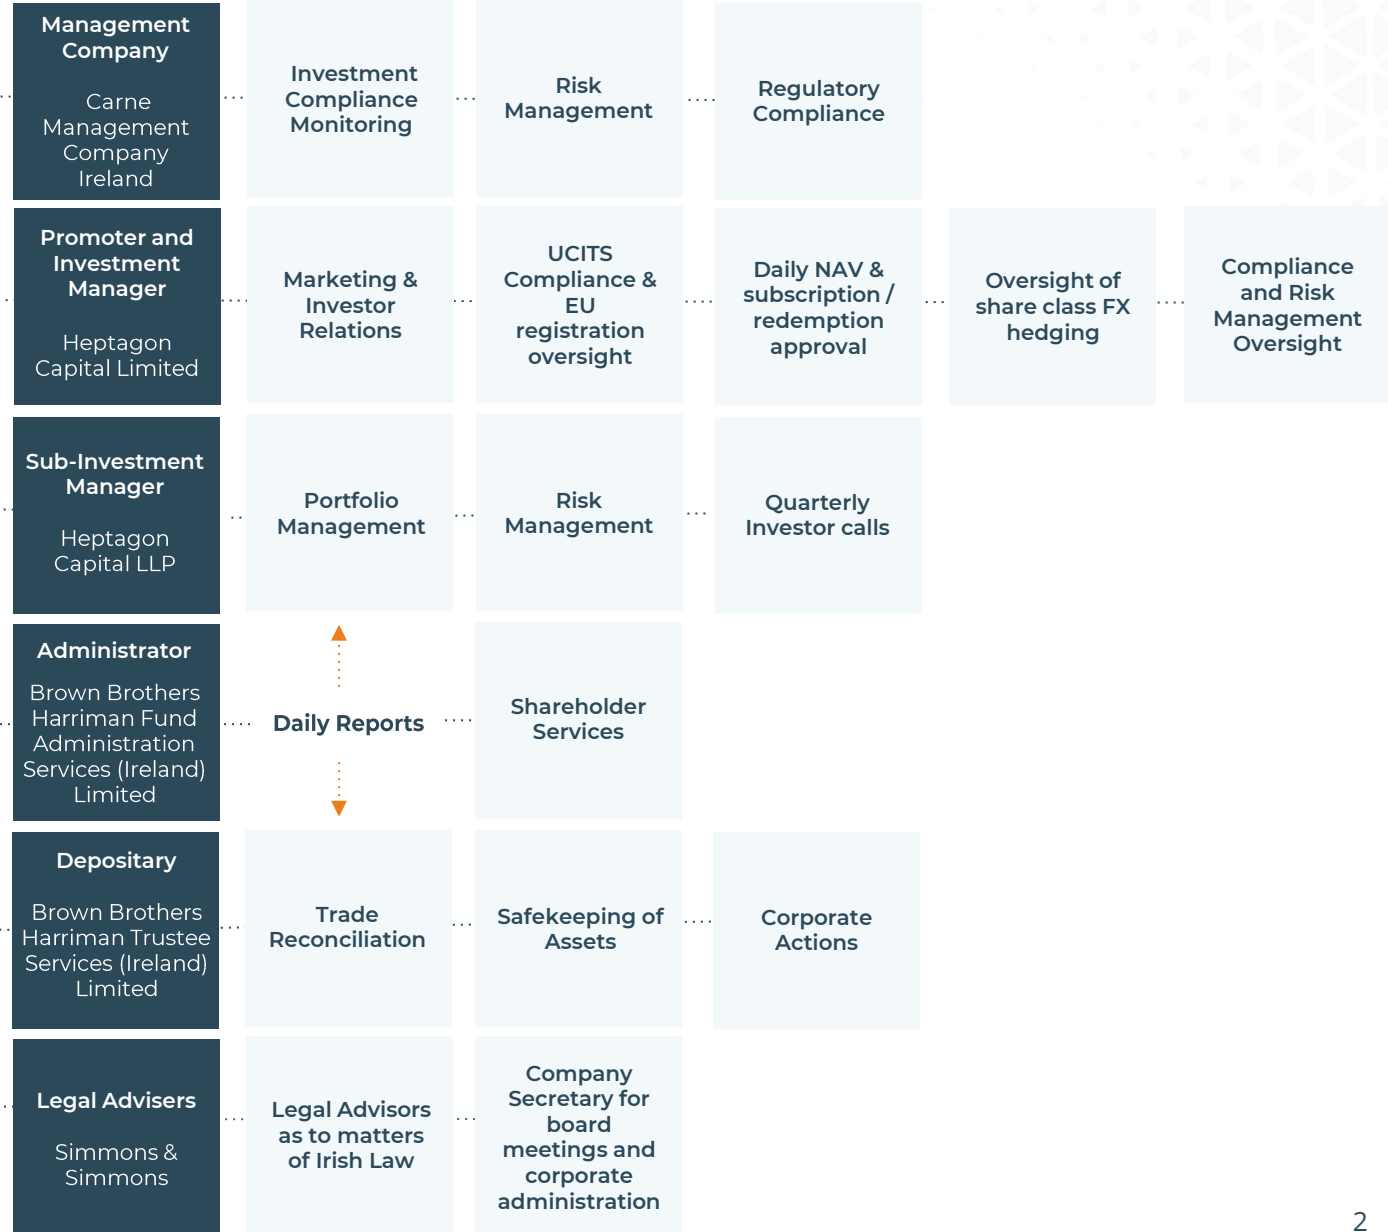 Management
Company
Carne
Management
Company
Ireland
Investment
Compliance
Monitoring
Risk
Management
Regulatory
Compliance
Promoter and
Investment
Manager
Heptagon
Capital Limited
Marketing &
Investor
Relations
UCITS
Compliance &
EU
registration
oversight
Daily NAV &
subscription /
redemption
approval
Oversight of
share class FX
hedging
Compliance
and Risk
Management
Oversight
Sub-Investment
Manager
Heptagon
Capital LLP
Portfolio
Management
Risk
Management
Quarterly
Investor calls
Administrator
Brown Brothers
Harriman Fund
Administration
Services (Ireland)
Limited
Daily Reports
Shareholder
Services
Depositary
Brown Brothers
Harriman Trustee
Services (Ireland)
Limited
Trade
Reconciliation
Safekeeping of
Assets
Corporate
Actions
Legal Advisers
Simmons &
Simmons
Legal Advisors
as to matters
of Irish Law
Company
Secretary for
board
meetings and
corporate
administration
2